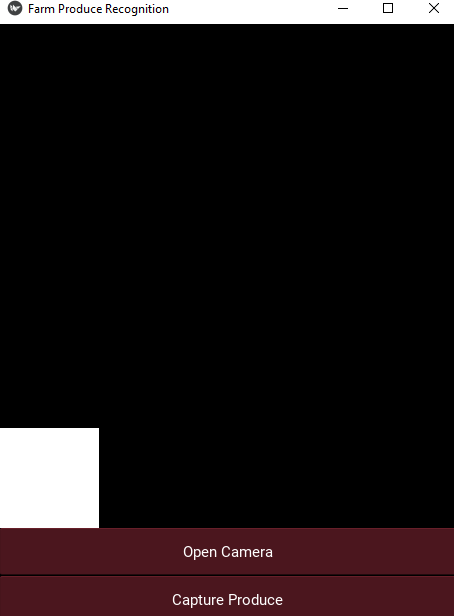 Farm Produce Recognition
Open Camera
Capture Produce